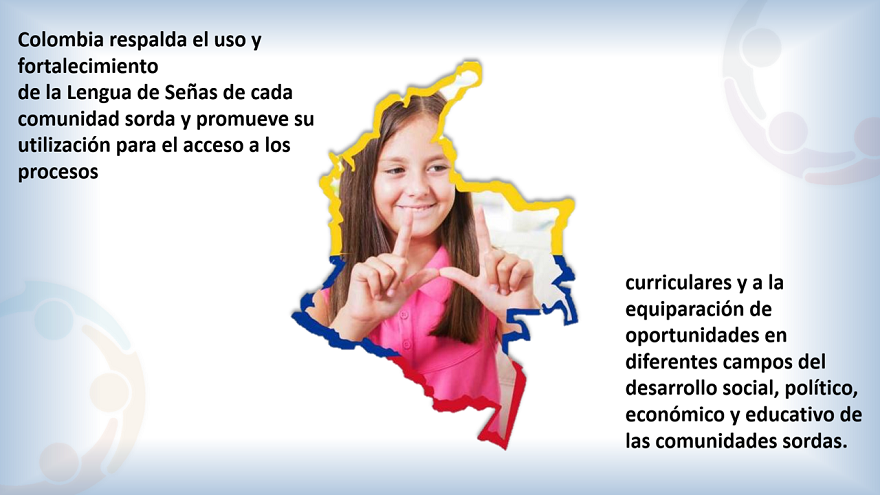 Colombia respalda el uso y
fortalecimiento
de la Lengua de Señas de cada
comunidad sorda y promueve su
utilización para el acceso a los
procesos
curriculares y a la
equiparación de
oportunidades en
diferentes campos del
desarrollo social, político,
económico y educativo de
las comunidades sordas.